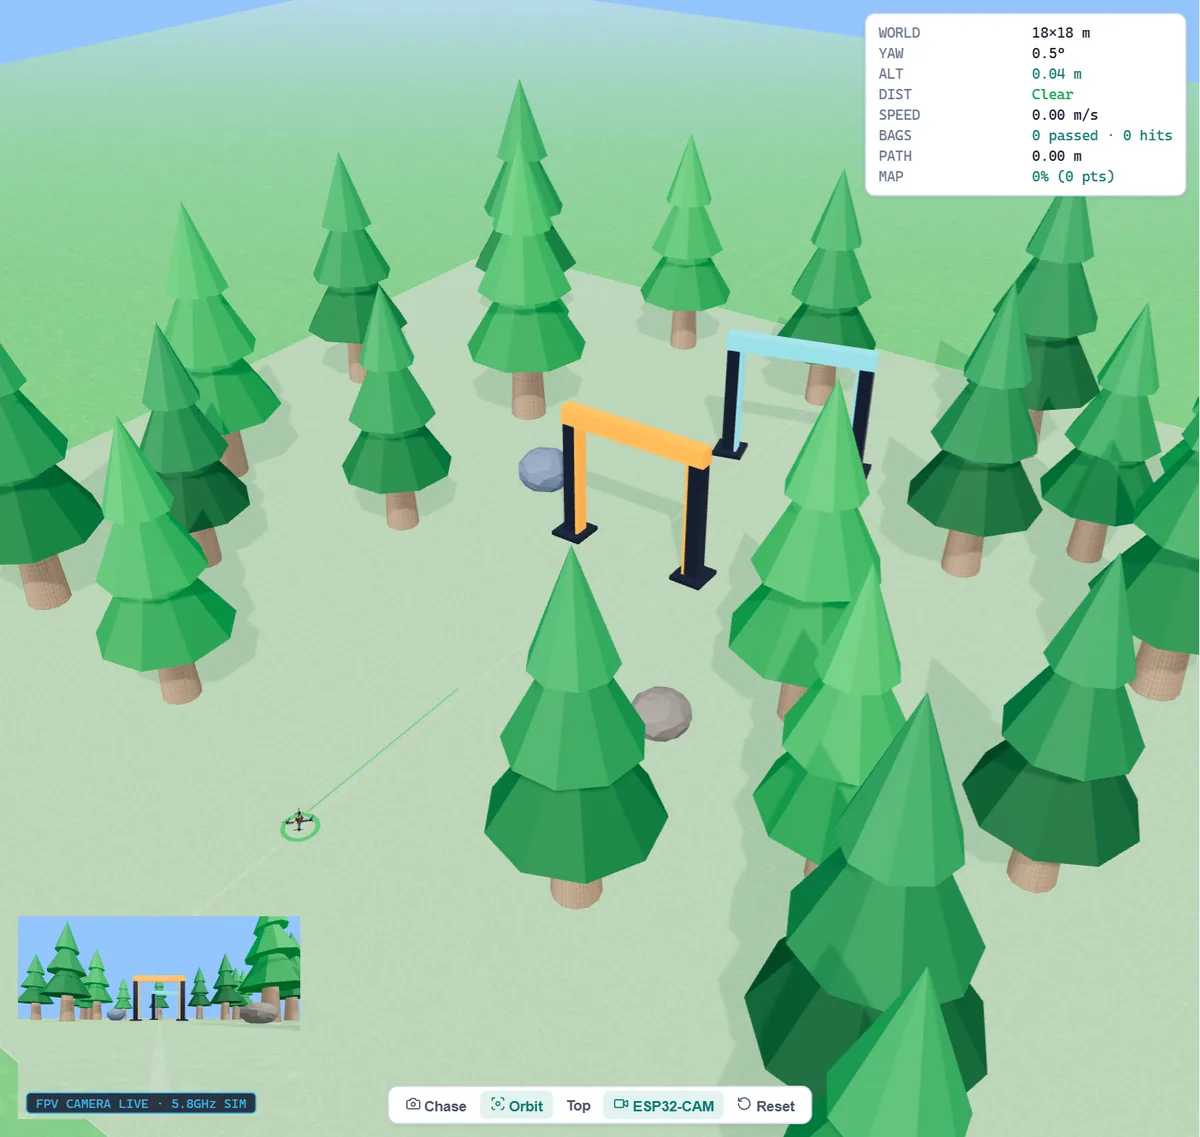 WORLD 18×18 m
YAW 0.5°
ALT 0.04 m
DIST Clear
SPEED 0.00 m/s
BAGS 0 passed · 0 hits
PATH 0.00 m
MAP 0% (0 pts)
FPV CAMERA LIVE · 5.8GHz SIM
Chase Orbit Top ESP32-CAM Reset